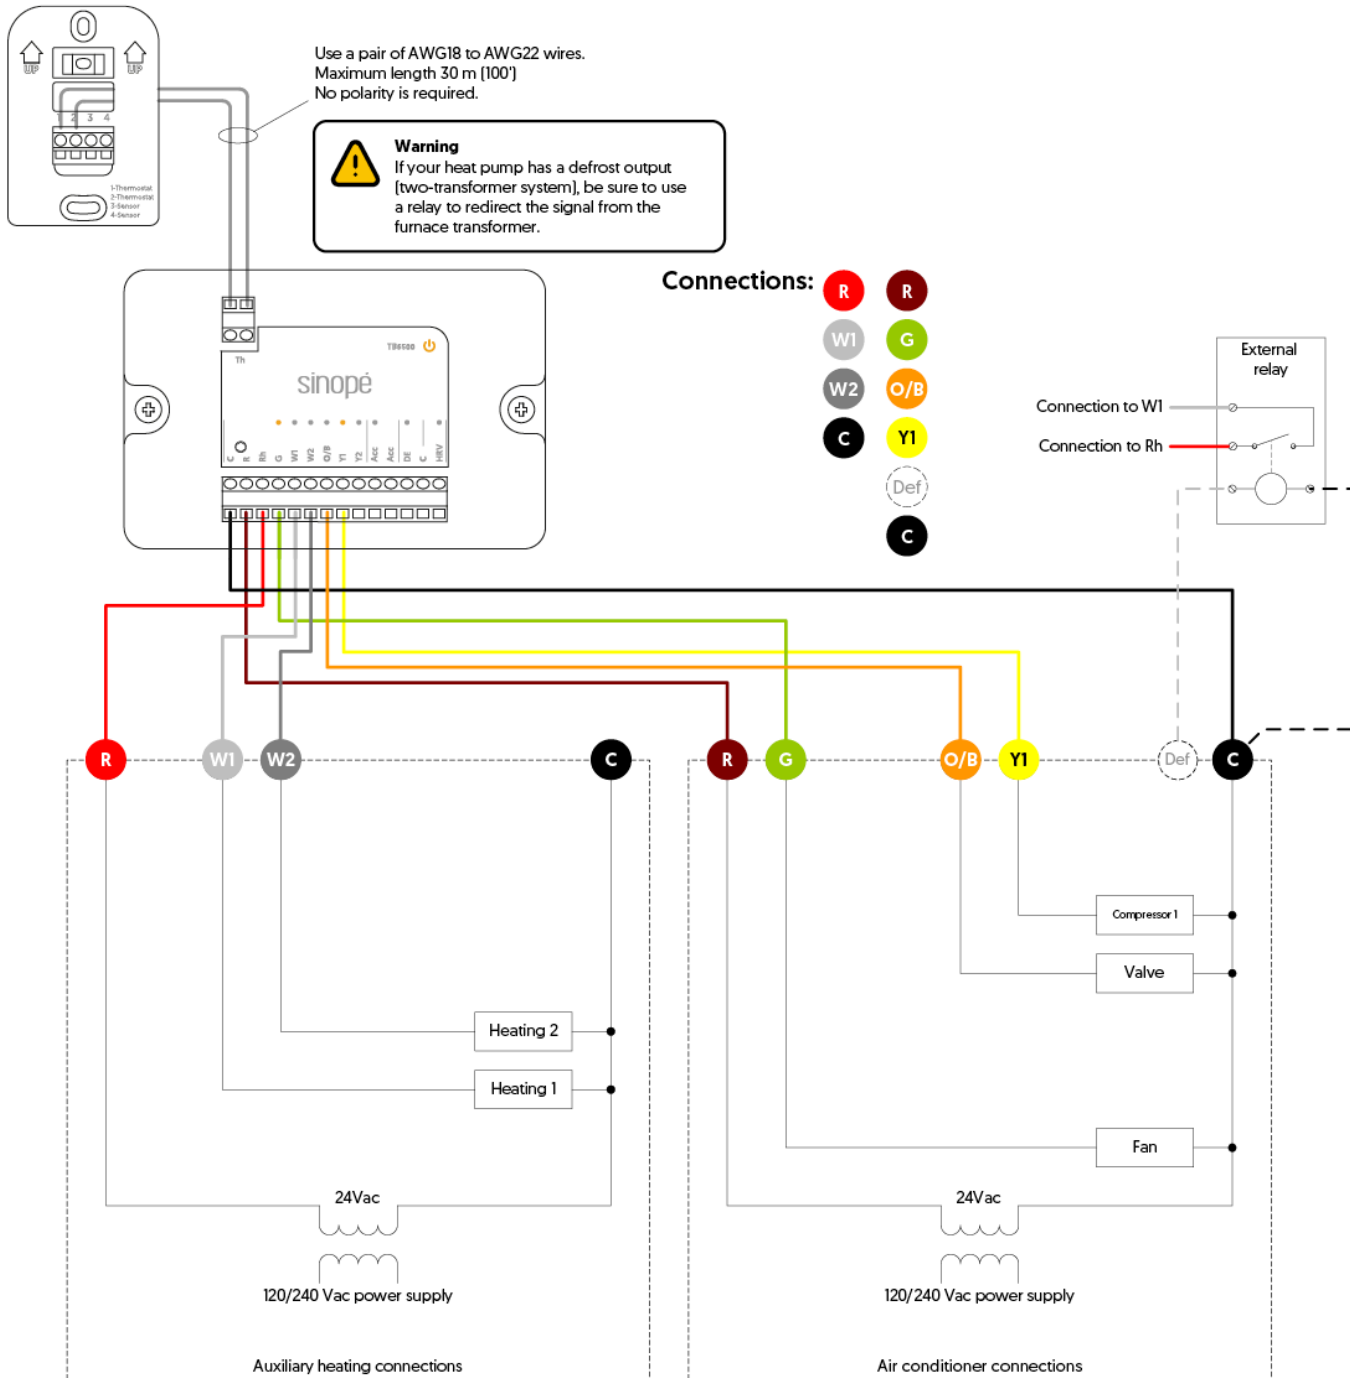 UP
UP
1 2 3 4
1-Thermostat
2-Thermostat
3-Sensor
4-Sensor
Use a pair of AWG18 to AWG22 wires.
Maximum length 30 m (100')
No polarity is required.
Warning
If your heat pump has a defrost output
(two-transformer system), be sure to use
a relay to redirect the signal from the
furnace transformer.
Connections:
R R
W1 G
W2 O/B
C Y1
Def
C
External
relay
Connection to W1
Connection to Rh
Th
TB6500
sinopé
C R Rh G W1 W2 O/B Y1 Y2 Acc Acc DE C HRV
R W1 W2 C R G O/B Y1 Def C
Compressor 1
Valve
Heating 2
Heating 1
Fan
24Vac
24Vac
120/240 Vac power supply
120/240 Vac power supply
Auxiliary heating connections
Air conditioner connections